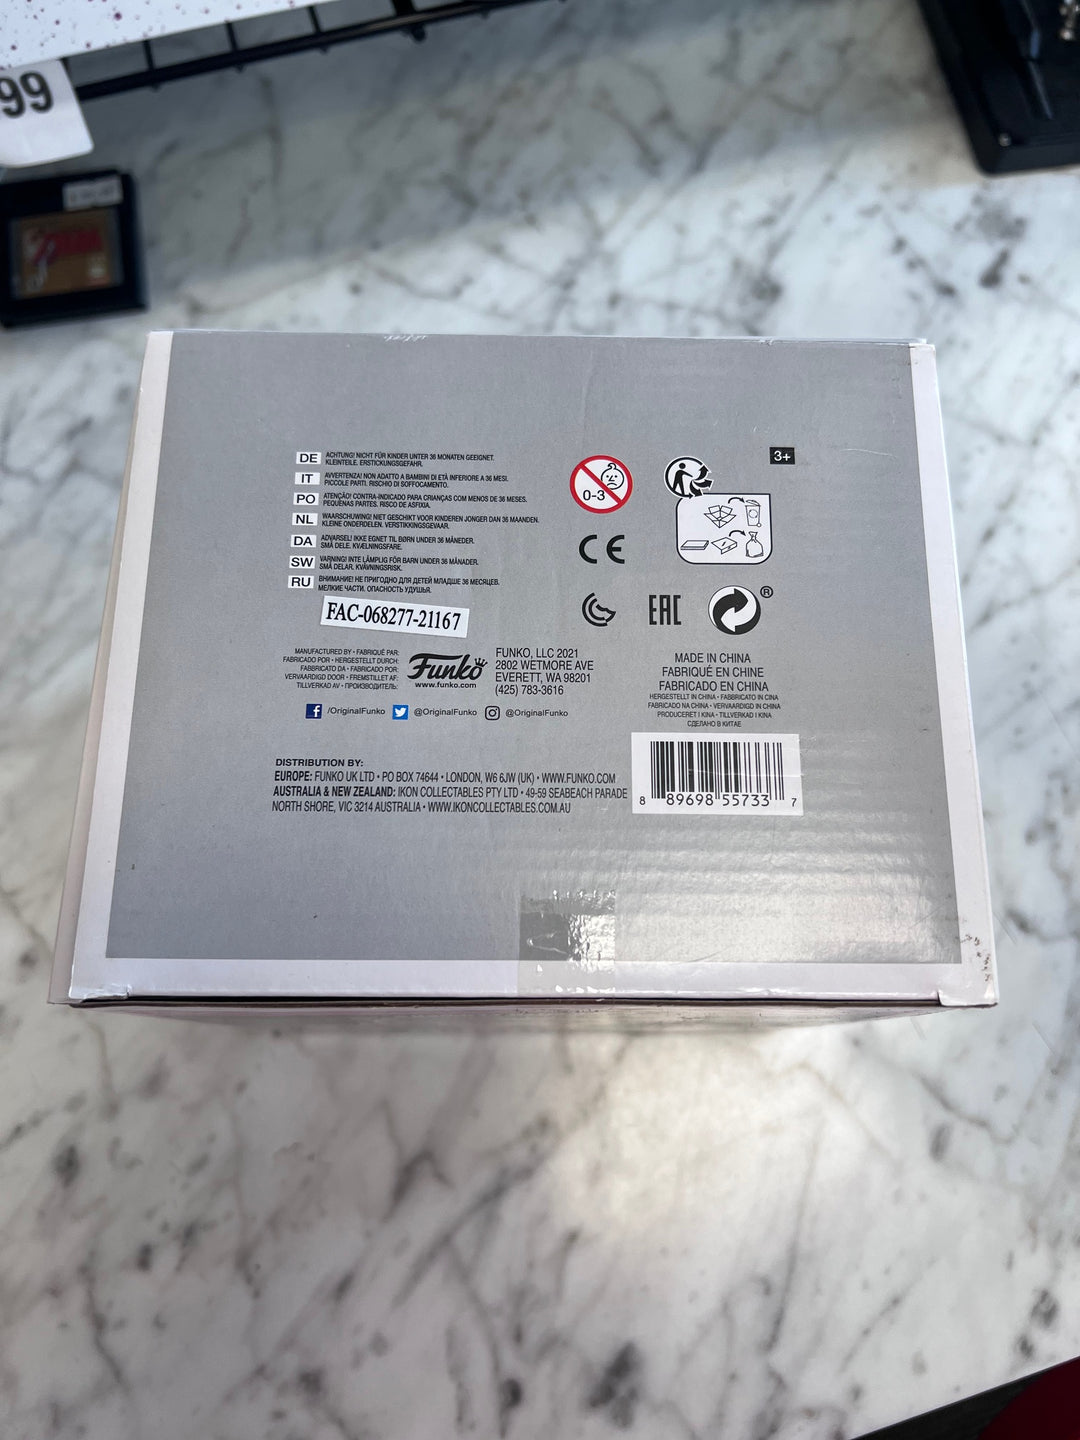 99
ZELDA
3+
DE ACHTUNG! NICHT FÜR KINDER UNTER 36 MONATEN GEEIGNET.
KLEINTEILE. ERSTICKUNGSGEFAHR.
IT AVVERTENZA! NON ADATTO A BAMBINI DI ETÀ INFERIORE A 36 MESI.
PICCOLE PARTI. RISCHIO DI SOFFOCAMENTO.
PO ATENÇÃO! CONTRA-INDICADO PARA CRIANÇAS COM MENOS DE 36 MESES.
PEQUENAS PARTES. RISCO DE ASFIXIA.
NL WAARSCHUWING! NIET GESCHIKT VOOR KINDEREN JONGER DAN 36 MAANDEN.
KLEINE ONDERDELEN. VERSTIKKINGSGEVAAR.
DA ADVARSEL! IKKE EGNET TIL BØRN UNDER 36 MÅNEDER.
SMÅ DELE. KVÆLNINGSFARE.
SW VARNING! INTE LÄMPLIG FÖR BARN UNDER 36 MÅNADER.
SMÅ DELAR. KVÄVNINGSRISK.
RU ВНИМАНИЕ! НЕ ПРИГОДНО ДЛЯ ДЕТЕЙ МЛАДШЕ 36 МЕСЯЦЕВ.
МЕЛКИЕ ЧАСТИ. ОПАСНОСТЬ УДУШЬЯ.
0-3
CE
EAC
®
FAC-068277-21167
MANUFACTURED BY • FABRIQUÉ PAR:
FABRICADO POR • HERGESTELLT DURCH:
FABBRICATO DA • FABRICADO POR:
VERVAARDIGD DOOR • FREMSTILLET AF:
TILLVERKAD AV • ПРОИЗВОДИТЕЛЬ:
Funko
www.funko.com
FUNKO, LLC 2021
2802 WETMORE AVE
EVERETT, WA 98201
(425) 783-3616
/OriginalFunko @OriginalFunko @OriginalFunko
MADE IN CHINA
FABRIQUÉ EN CHINE
FABRICADO EN CHINA
HERGESTELLT IN CHINA • FABBRICATO IN CINA
FABRICADO NA CHINA • VERVAARDIGD IN CHINA
PRODUCERET I KINA • TILLVERKAD I KINA
СДЕЛАНО В КИТАЕ
DISTRIBUTION BY:
EUROPE: FUNKO UK LTD • PO BOX 74644 • LONDON, W6 6JW (UK) • WWW.FUNKO.COM
AUSTRALIA & NEW ZEALAND: IKON COLLECTABLES PTY LTD • 49-59 SEABEACH PARADE
NORTH SHORE, VIC 3214 AUSTRALIA • WWW.IKONCOLLECTABLES.COM.AU
8 89698 55733 7